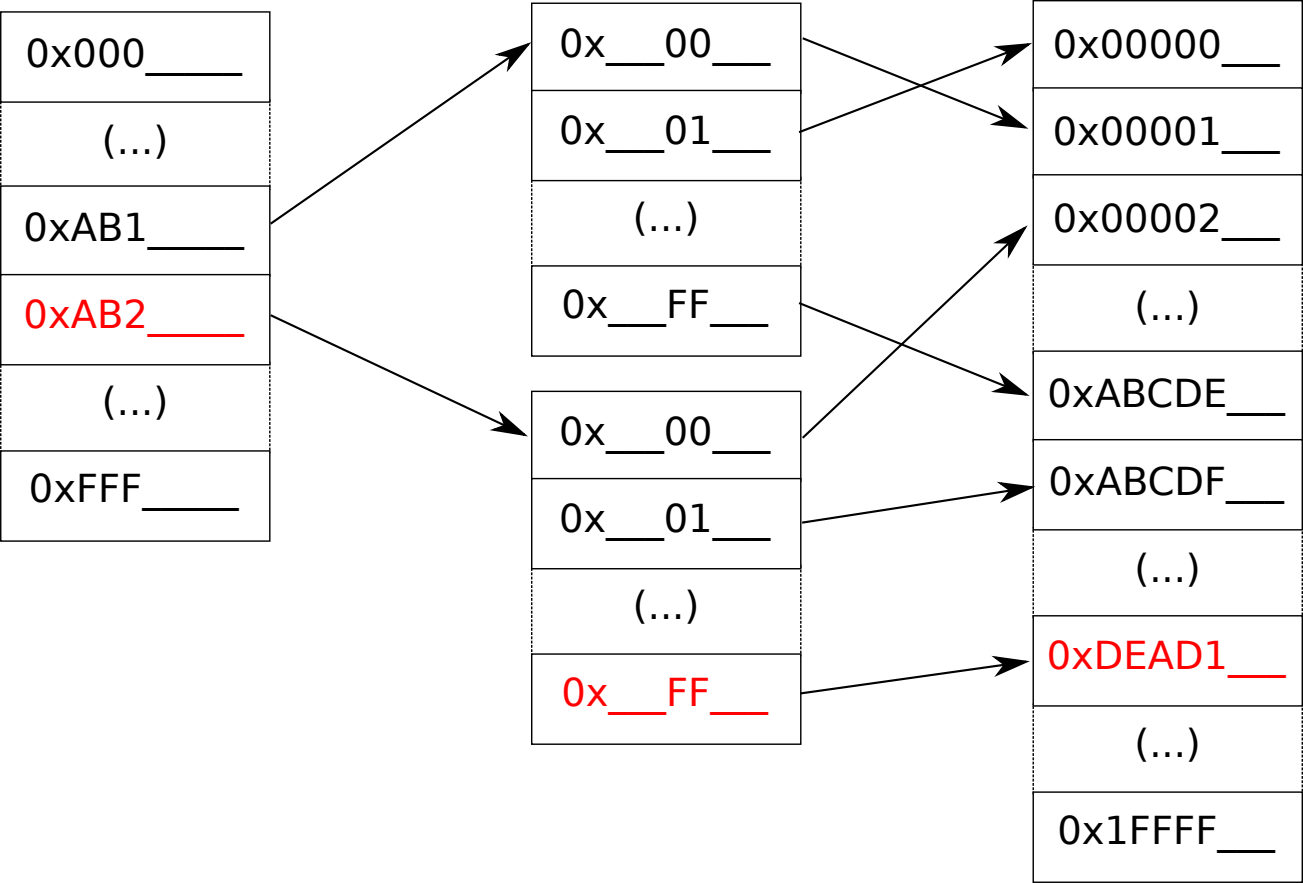 0x000_____
(...)
0xAB1_____
0xAB2_____
(...)
0xFFF_____
0x___00___
0x___01___
(...)
0x___FF___
0x___00___
0x___01___
(...)
0x___FF___
0x00000___
0x00001___
0x00002___
(...)
0xABCDE___
0xABCDF___
(...)
0xDEAD1___
(...)
0x1FFFF___